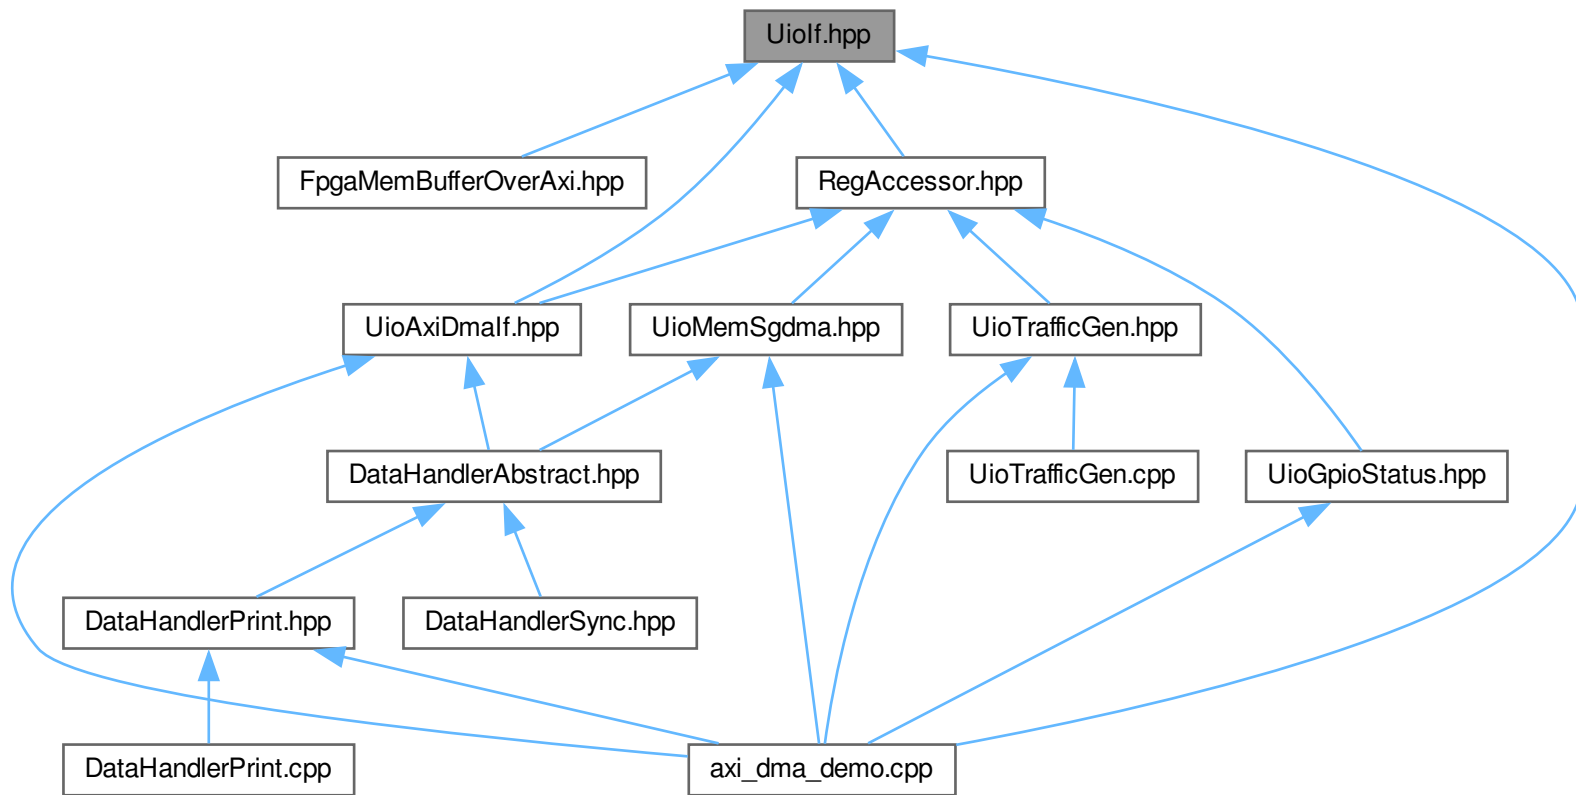 UioIf.hpp
FpgaMemBufferOverAxi.hpp
RegAccessor.hpp
UioAxiDmaIf.hpp
UioMemSgdma.hpp
UioTrafficGen.hpp
DataHandlerAbstract.hpp
UioTrafficGen.cpp
UioGpioStatus.hpp
DataHandlerPrint.hpp
DataHandlerSync.hpp
DataHandlerPrint.cpp
axi_dma_demo.cpp